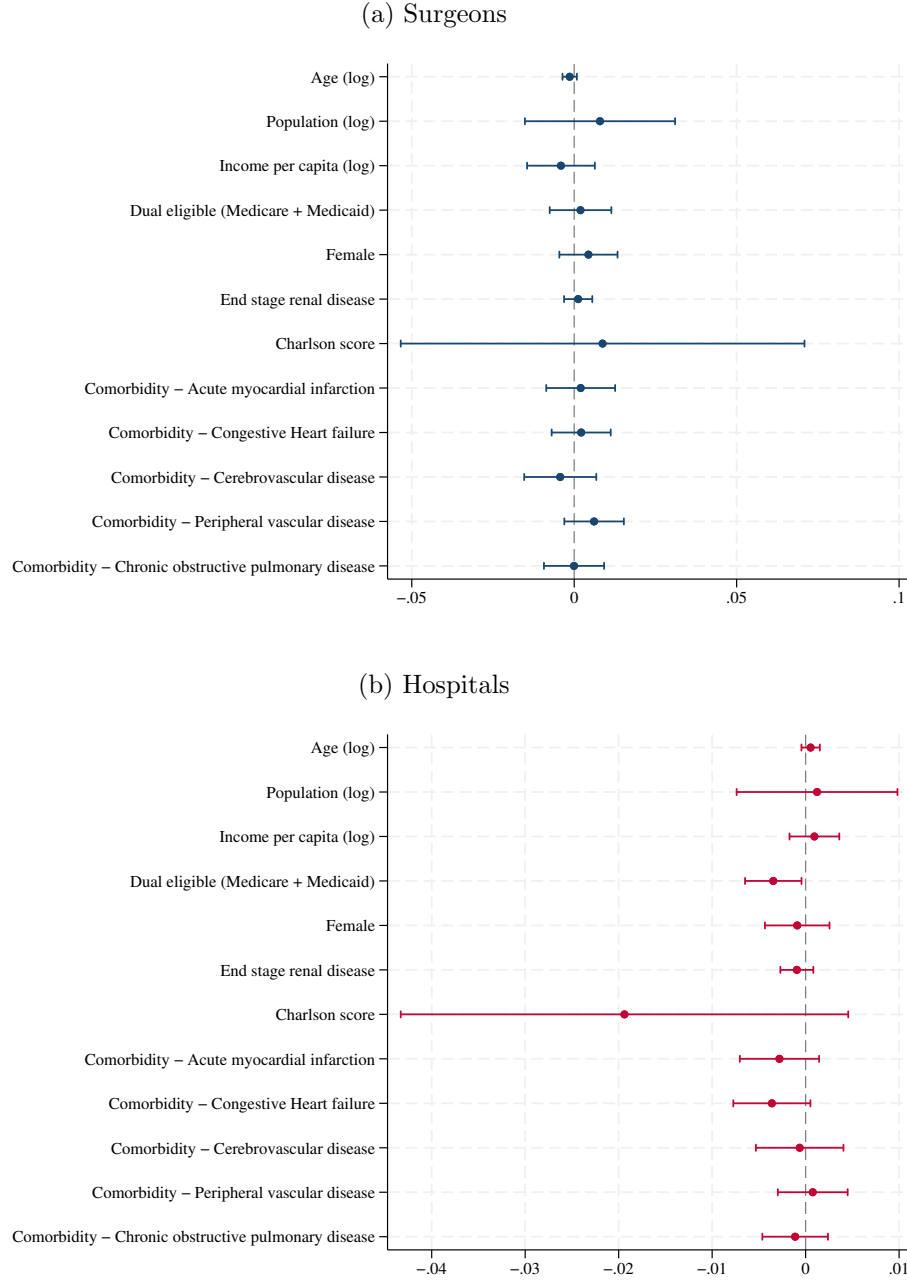 (a) Surgeons
Age (log)
Population (log)
Income per capita (log)
Dual eligible (Medicare + Medicaid)
Female
End stage renal disease
Charlson score
Comorbidity − Acute myocardial infarction
Comorbidity − Congestive Heart failure
Comorbidity − Cerebrovascular disease
Comorbidity − Peripheral vascular disease
Comorbidity − Chronic obstructive pulmonary disease
−.05 0 .05 .1
(b) Hospitals
Age (log)
Population (log)
Income per capita (log)
Dual eligible (Medicare + Medicaid)
Female
End stage renal disease
Charlson score
Comorbidity − Acute myocardial infarction
Comorbidity − Congestive Heart failure
Comorbidity − Cerebrovascular disease
Comorbidity − Peripheral vascular disease
Comorbidity − Chronic obstructive pulmonary disease
−.04 −.03 −.02 −.01 0 .01